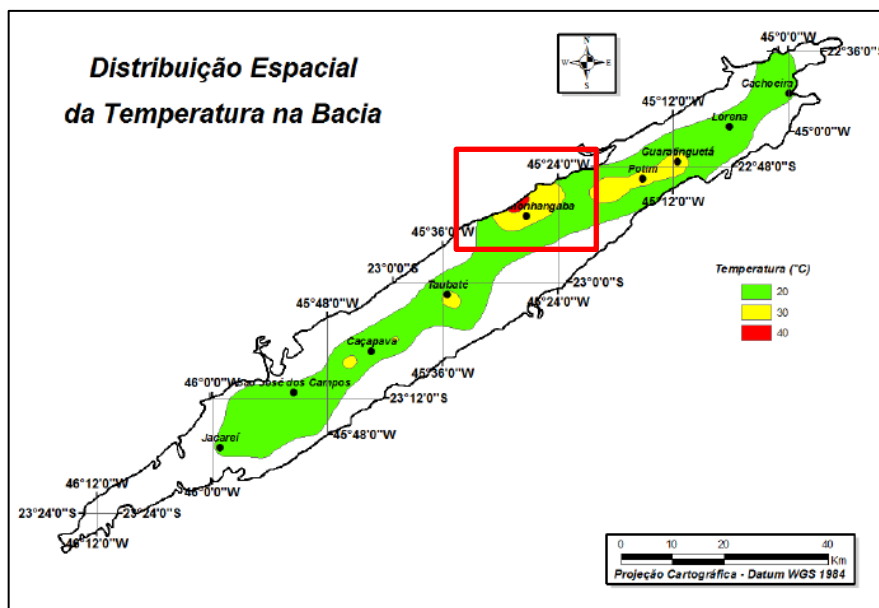 Distribuição Espacial
da Temperatura na Bacia
N
W E
S
45°0'0"W
22°36'0"S
Cachoeira
45°12'0"W
Lorena
45°0'0"W
Guaratinguetá
45°24'0"W
22°48'0"S
Potim
45°12'0"W
monhangaba
45°36'0"W
23°0'0"S
Temperatura (°C)
20
30
40
23°0'0"S
Taubaté
45°24'0"W
45°48'0"W
Caçapava
45°36'0"W
46°0'0"W
São José dos Campos
23°12'0"S
45°48'0"W
Jacareí
46°0'0"W
46°12'0"W
23°24'0"S
23°24'0"S
46°12'0"W
0 10 20 40
Km
Projeção Cartográfica - Datum WGS 1984